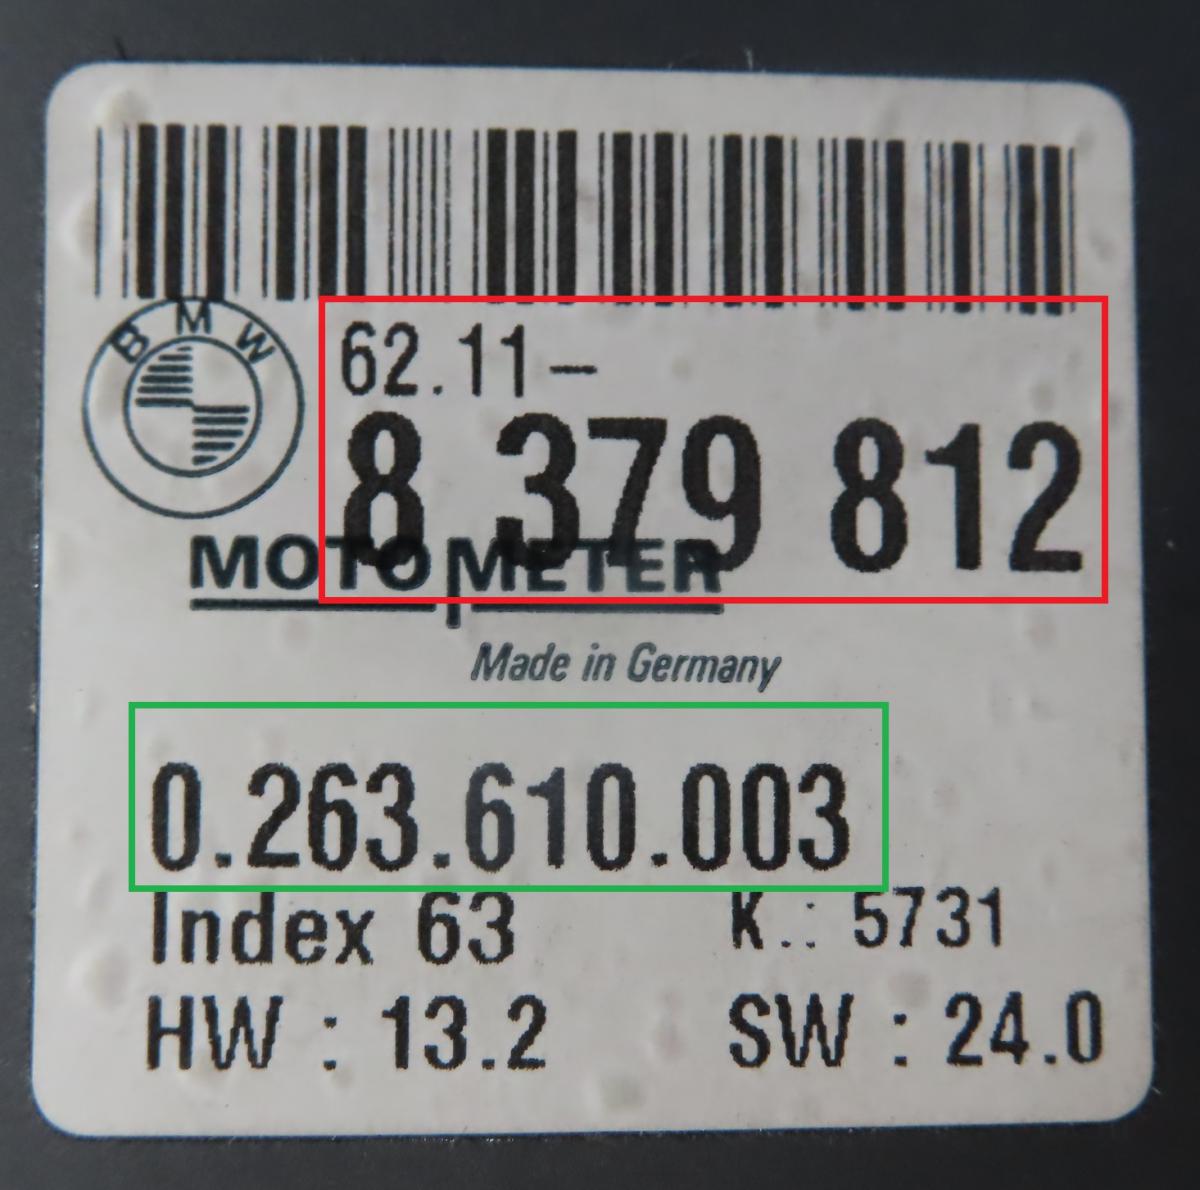 BMW
62.11-
8 379 812
MOTOMETER
Made in Germany
0.263.610.003
Index 63 K.: 5731
HW : 13.2 SW : 24.0